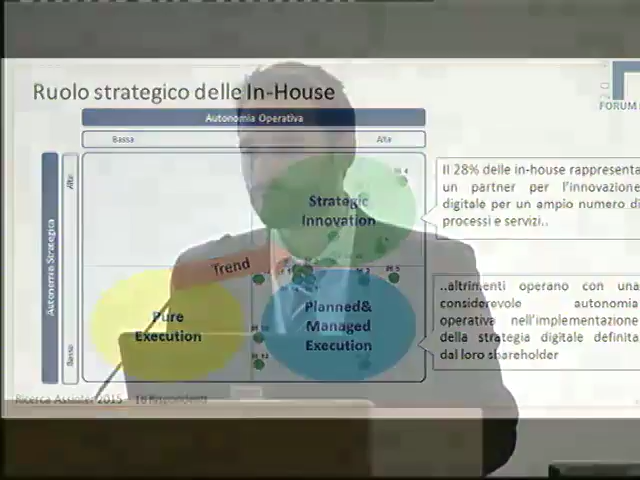 Ruolo strategico delle In-House
FORUM
Autonomia Operativa
Bassa
Alta
Alta
Autonomia Strategica
Bassa
Strategic
Innovation
Trend
Pure
Execution
Planned&
Managed
Execution
Il 28% delle in-house rappresenta
un partner per l'innovazione
digitale per un ampio numero di
processi e servizi..
..altrimenti operano con una
considerevole autonomia
operativa nell'implementazione
della strategia digitale definita
dal loro shareholder
Ricerca Assinter 2015 – 16 Rispondenti